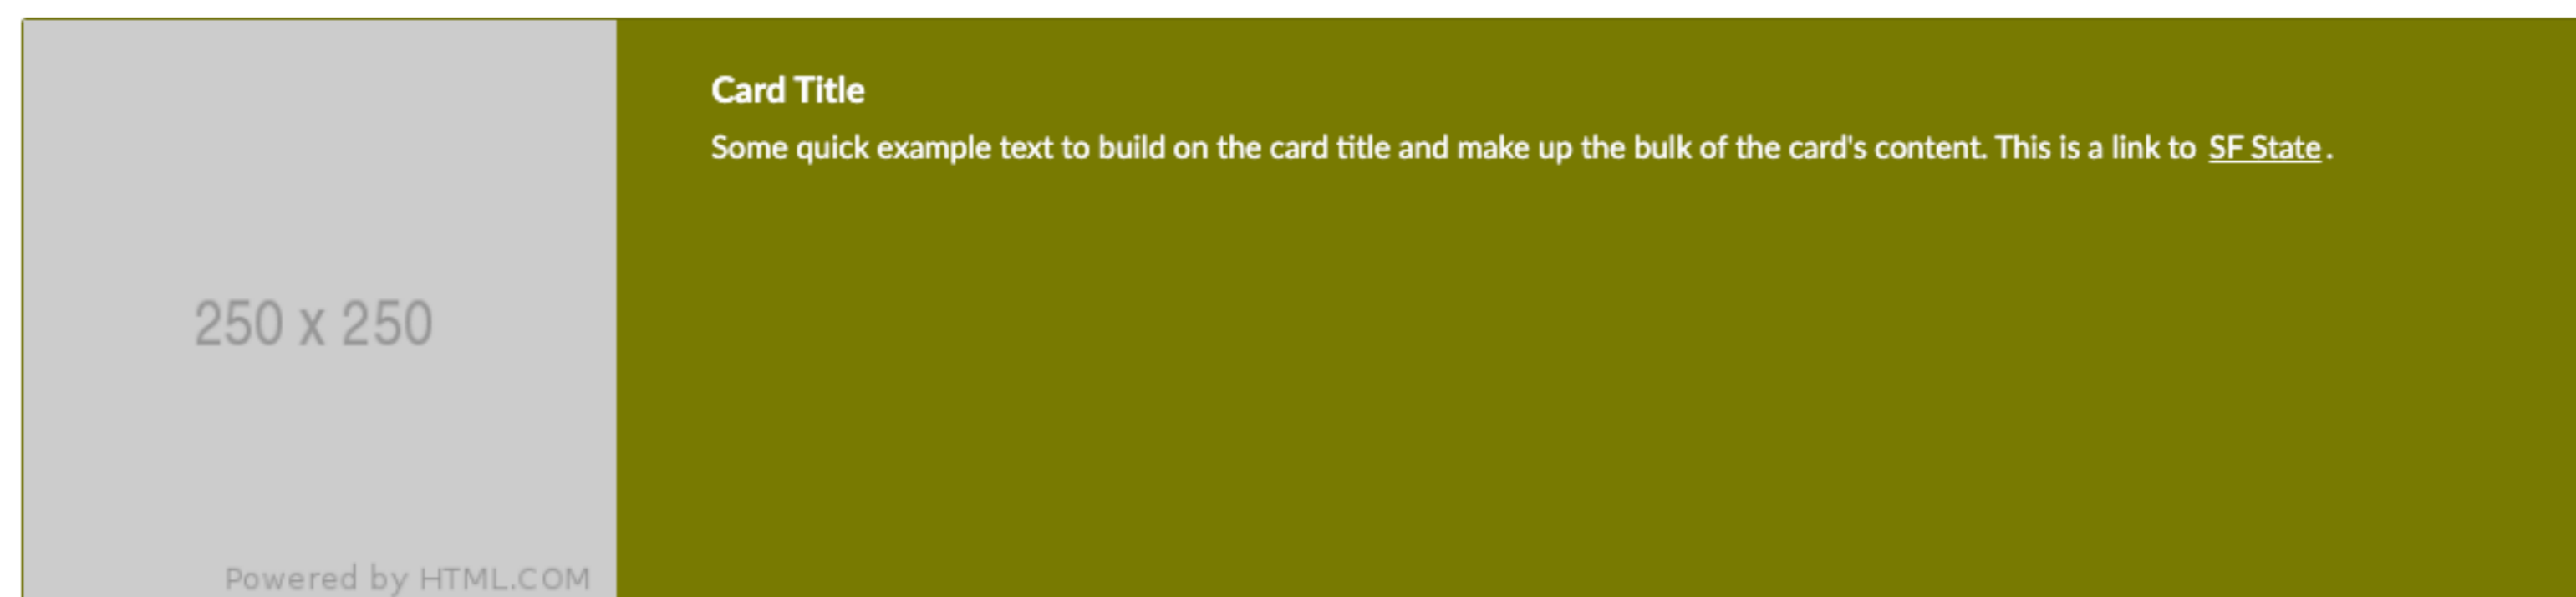 Card Title
Some quick example text to build on the card title and make up the bulk of the card's content. This is a link to SF State.
250 x 250
Powered by HTML.COM